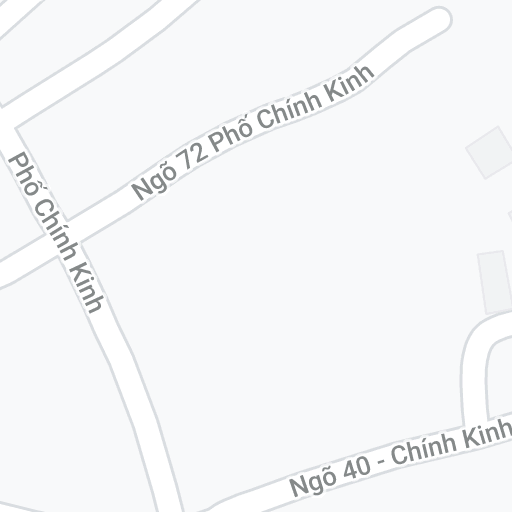 Ngõ 72 Phố Chính Kinh
Phố Chính Kinh
Ngõ 40 - Chính Kinh